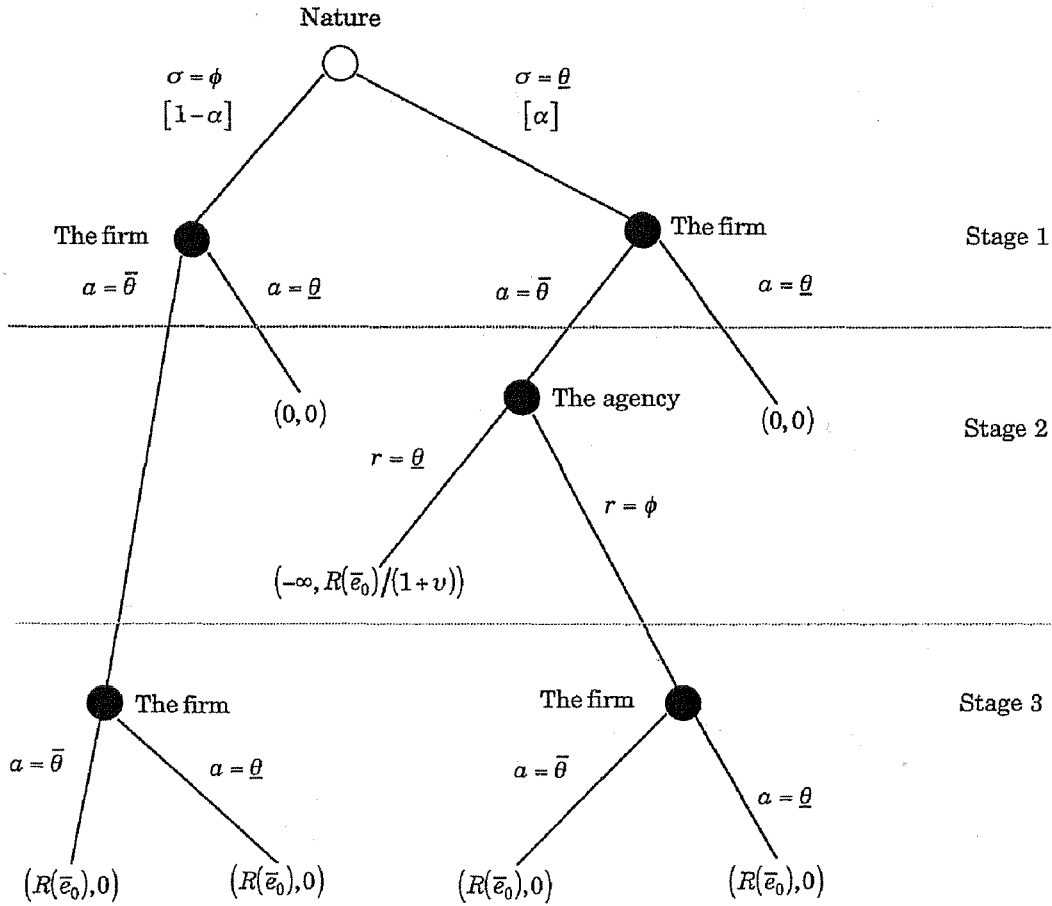 Nature
σ = ϕ
[1−α]
σ = θ̲
[α]
The firm
The firm
Stage 1
a = θ̄
a = θ̲
a = θ̄
a = θ̲
(0,0)
The agency
(0,0)
Stage 2
r = θ̲
r = ϕ
(−∞, R(ē₀)/(1+υ))
The firm
The firm
Stage 3
a = θ̄
a = θ̲
a = θ̄
a = θ̲
(R(ē₀),0)
(R(ē₀),0)
(R(ē₀),0)
(R(ē₀),0)